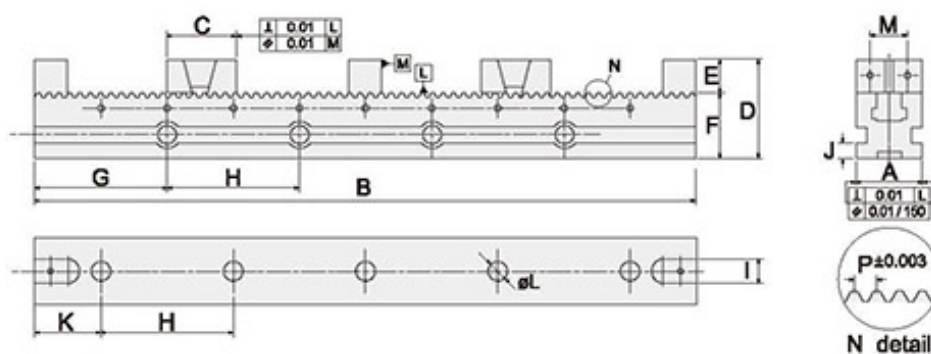 C
⊥ 0.01 L
⫽ 0.01 M
M
L
N
E
F
D
G
H
B
M
J
A
⊥ 0.01 L
⫽ 0.01 / 150
P±0.003
N detail
I
øL
K
H